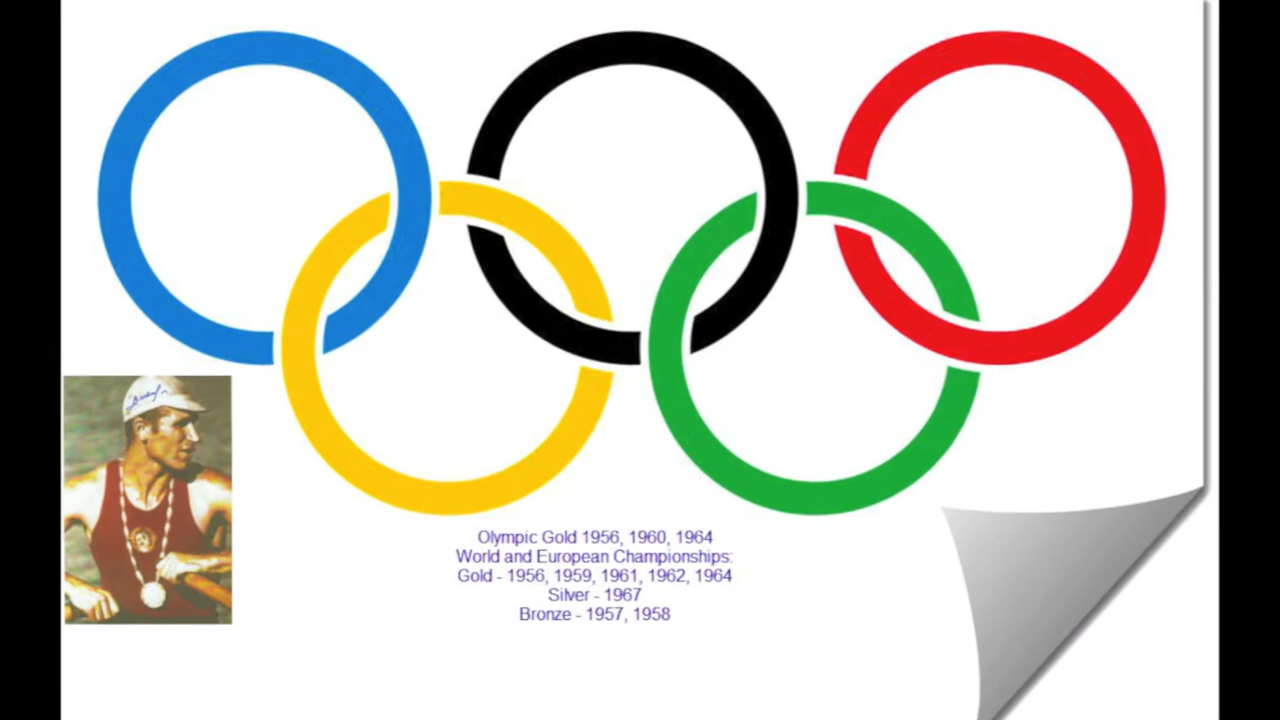 Olympic Gold 1956, 1960, 1964
World and European Championships:
Gold - 1956, 1959, 1961, 1962, 1964
Silver - 1967
Bronze - 1957, 1958